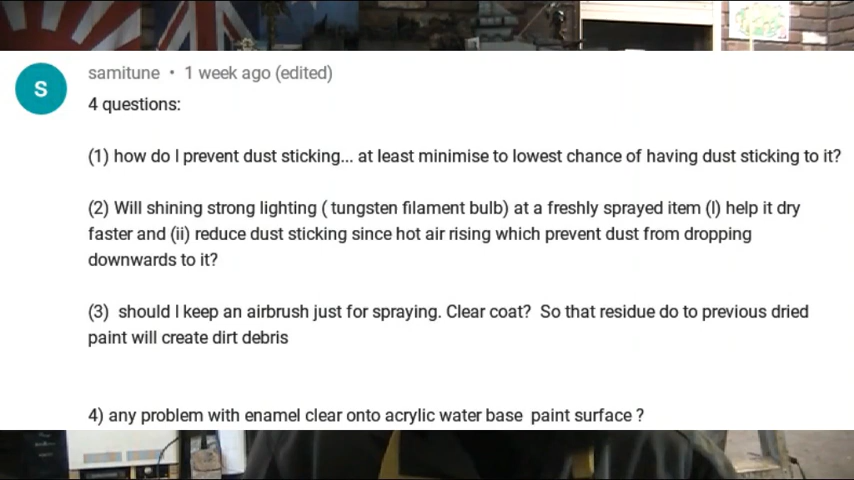 samitune • 1 week ago (edited)
4 questions:
(1) how do I prevent dust sticking... at least minimise to lowest chance of having dust sticking to it?
(2) Will shining strong lighting ( tungsten filament bulb) at a freshly sprayed item (I) help it dry
faster and (ii) reduce dust sticking since hot air rising which prevent dust from dropping
downwards to it?
(3)  should I keep an airbrush just for spraying. Clear coat?  So that residue do to previous dried
paint will create dirt debris
4) any problem with enamel clear onto acrylic water base  paint surface ?
S